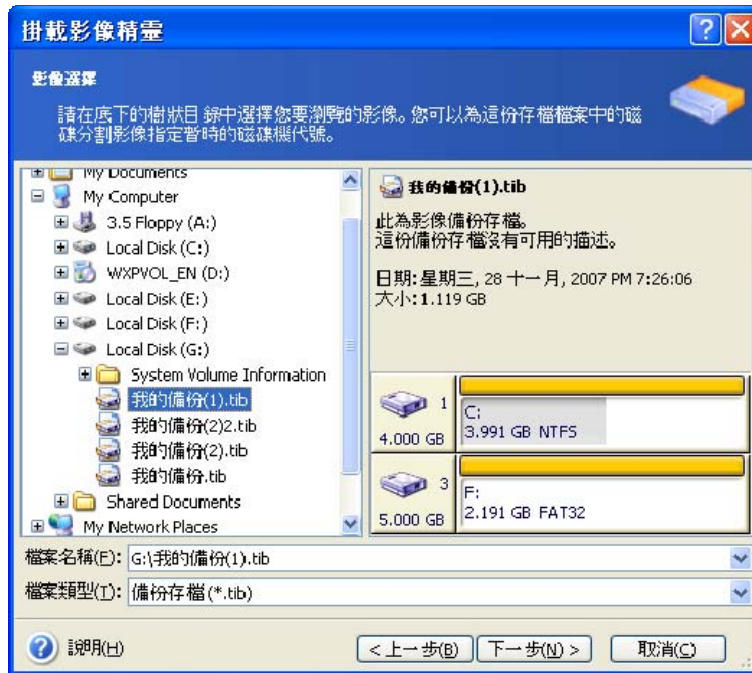 掛載影像精靈
影像選擇
請在底下的樹狀目錄中選擇您要瀏覽的影像。您可以為這份存檔檔案中的磁
碟分割影像指定暫時的磁碟機代號。
My Documents
My Computer
3.5 Floppy (A:)
Local Disk (C:)
WXPVOL_EN (D:)
Local Disk (E:)
Local Disk (F:)
Local Disk (G:)
System Volume Information
我的備份(1).tib
我的備份(2)2.tib
我的備份(2).tib
我的備份.tib
Shared Documents
My Network Places
我的備份(1).tib
此為影像備份存檔。
這份備份存檔沒有可用的描述。
日期: 星期三, 28 十一月, 2007 PM 7:26:06
大小: 1.119 GB
1
4.000 GB
C:
3.991 GB NTFS
3
5.000 GB
F:
2.191 GB FAT32
檔案名稱(F): G:\我的備份(1).tib
檔案類型(T): 備份存檔 (*.tib)
說明(H)
< 上一步(B)
下一步(N) >
取消(C)